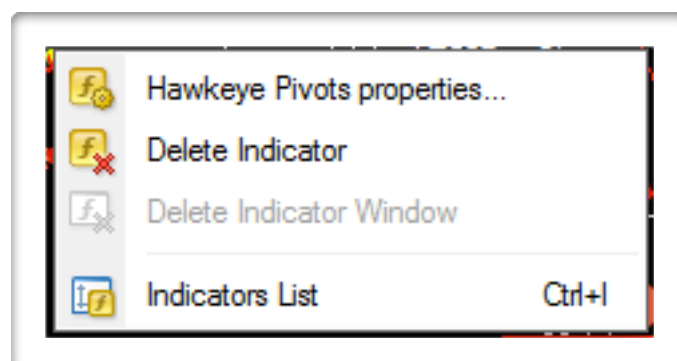 Hawkeye Pivots properties...
Delete Indicator
Delete Indicator Window
Indicators List Ctrl+I